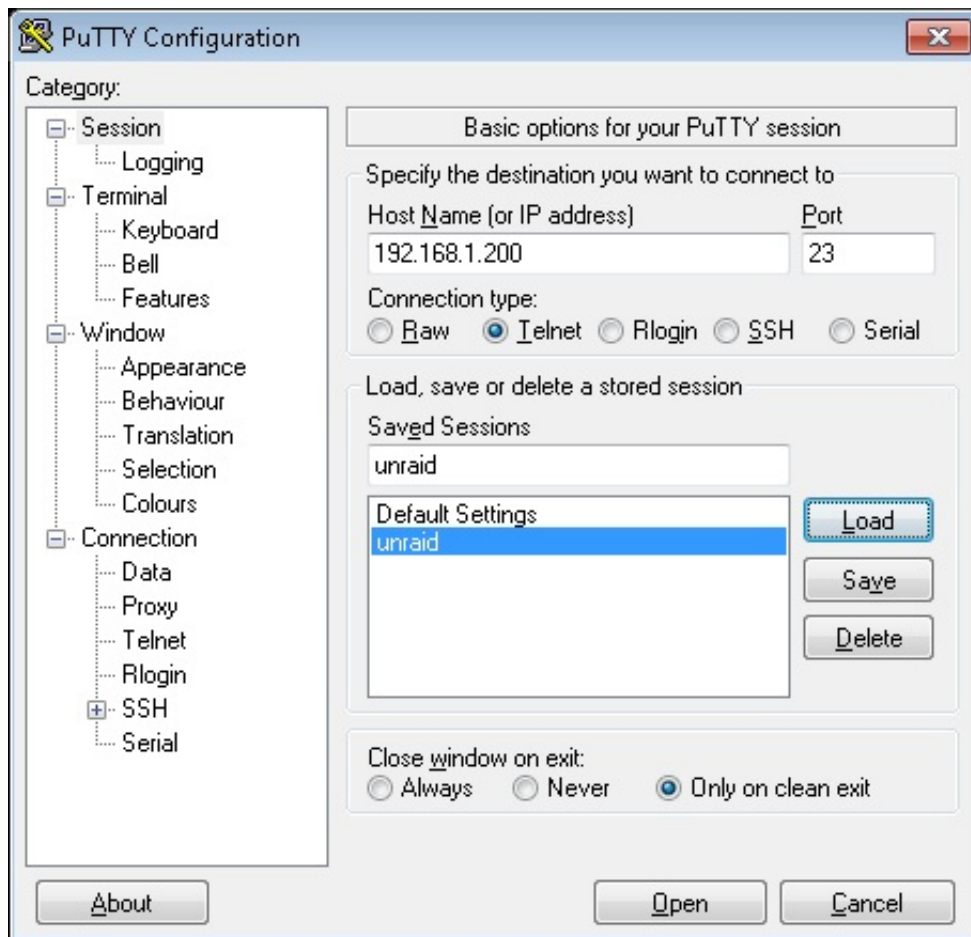 PuTTY Configuration
Category:
Session
Logging
Terminal
Keyboard
Bell
Features
Window
Appearance
Behaviour
Translation
Selection
Colours
Connection
Data
Proxy
Telnet
Rlogin
SSH
Serial
Basic options for your PuTTY session
Specify the destination you want to connect to
Host Name (or IP address) Port
192.168.1.200 23
Connection type:
Raw Telnet Rlogin SSH Serial
Load, save or delete a stored session
Saved Sessions
unraid
Default Settings
unraid
Load
Save
Delete
Close window on exit:
Always Never Only on clean exit
About Open Cancel